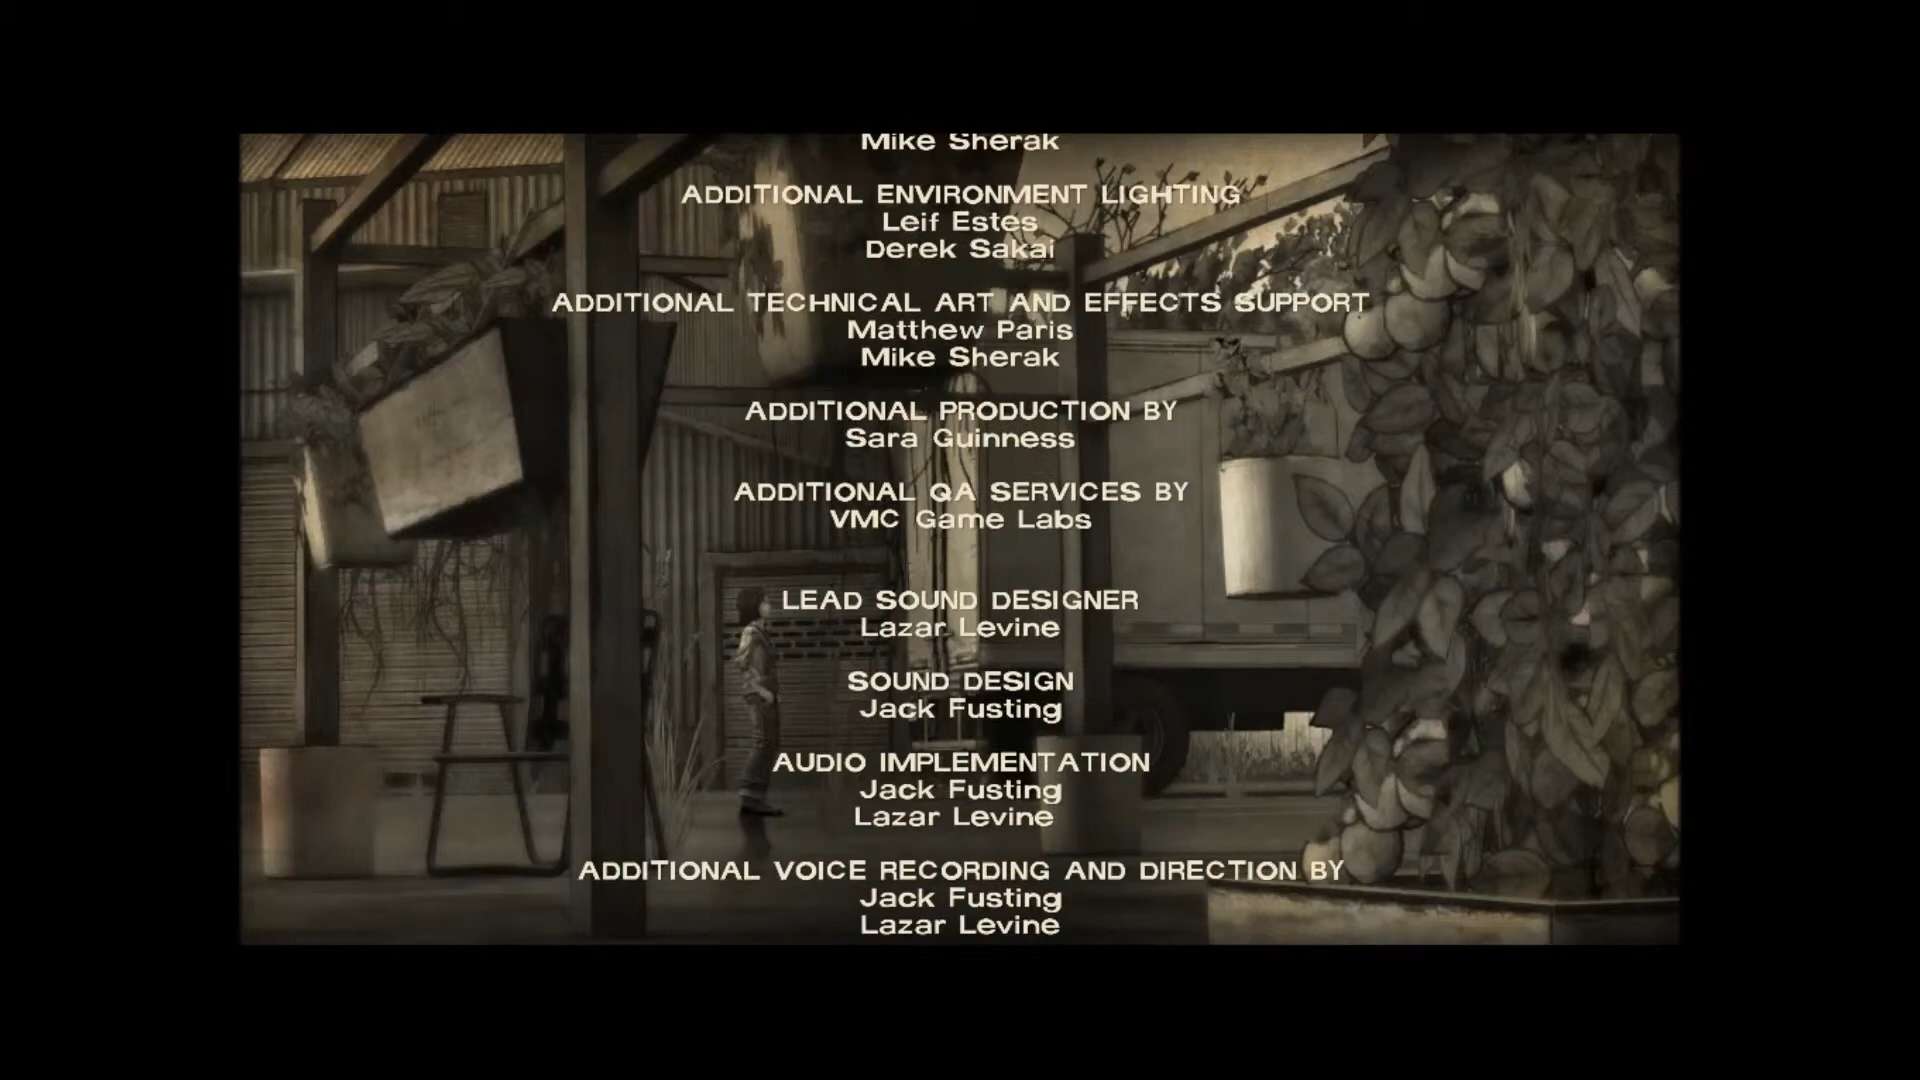 Mike Sherak
ADDITIONAL ENVIRONMENT LIGHTING
Leif Estes
Derek Sakai
ADDITIONAL TECHNICAL ART AND EFFECTS SUPPORT
Matthew Paris
Mike Sherak
ADDITIONAL PRODUCTION BY
Sara Guinness
ADDITIONAL QA SERVICES BY
VMC Game Labs
LEAD SOUND DESIGNER
Lazar Levine
SOUND DESIGN
Jack Fusting
AUDIO IMPLEMENTATION
Jack Fusting
Lazar Levine
ADDITIONAL VOICE RECORDING AND DIRECTION BY
Jack Fusting
Lazar Levine